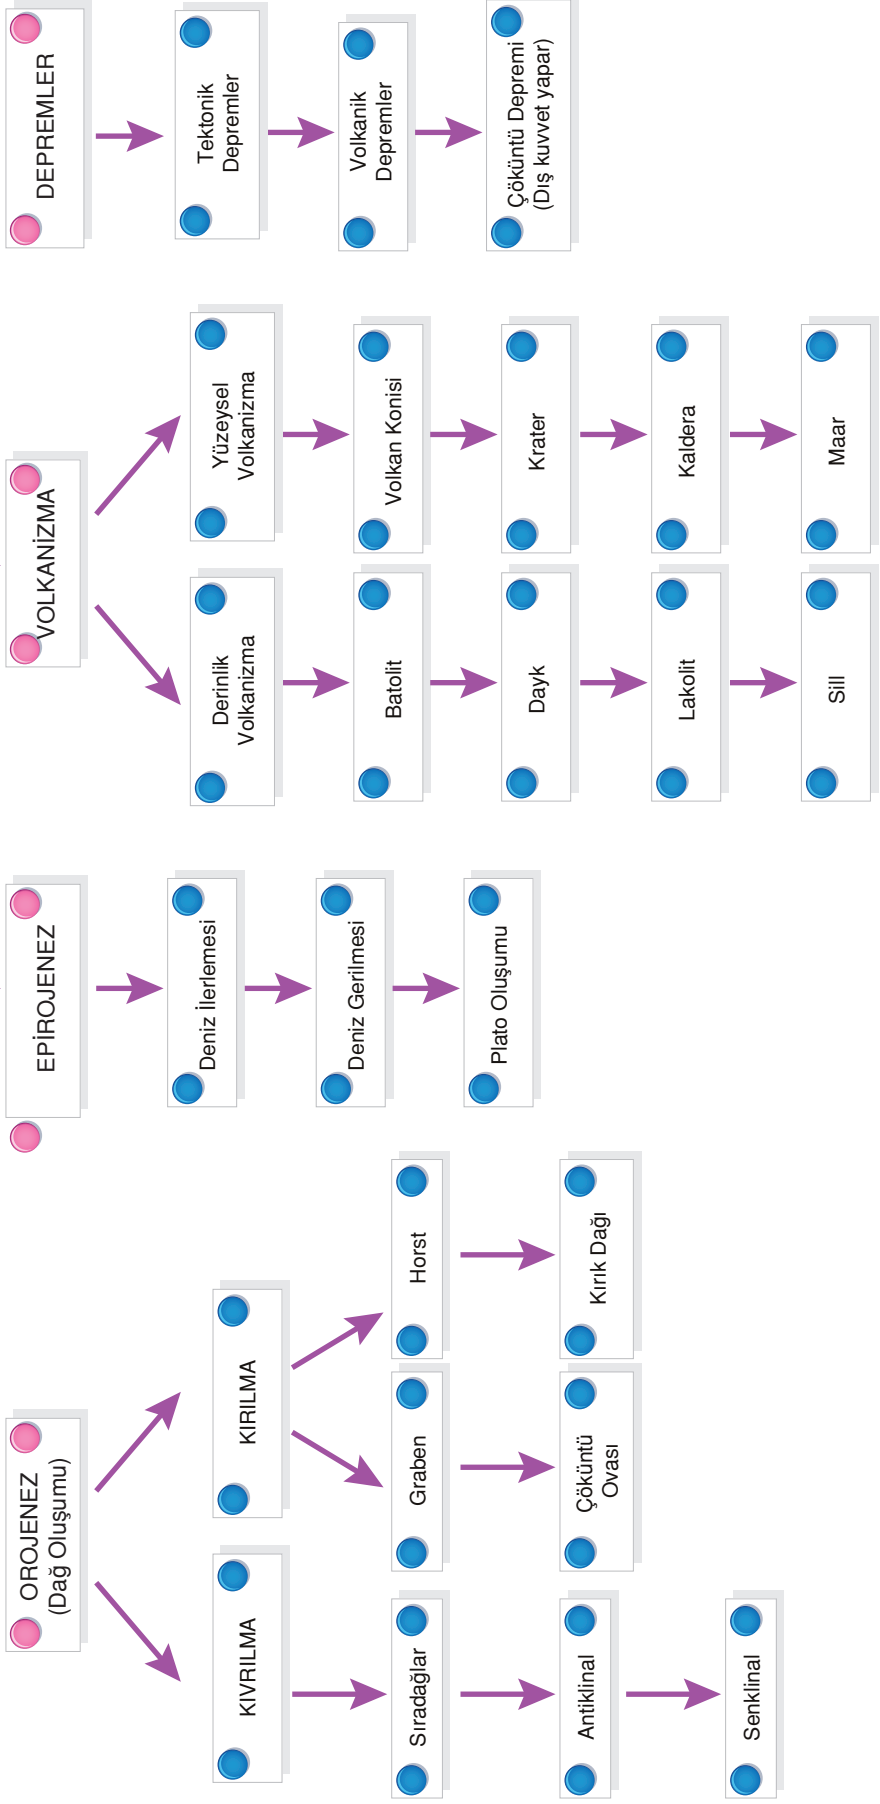 OROJENEZ
(Dağ Oluşumu)
KIVRILMA
Sıradağlar
Antiklinal
Senklinal
KIRILMA
Graben
Çöküntü
Ovası
Horst
Kırık Dağı
EPİROJENEZ
Deniz İlerlemesi
Deniz Gerilmesi
Plato Oluşumu
VOLKANİZMA
Derinlik
Volkanizma
Batolit
Dayk
Lakolit
Sill
Yüzeysel
Volkanizma
Volkan Konisi
Krater
Kaldera
Maar
DEPREMLER
Tektonik
Depremler
Volkanik
Depremler
Çöküntü Depremi
(Dış kuvvet yapar)